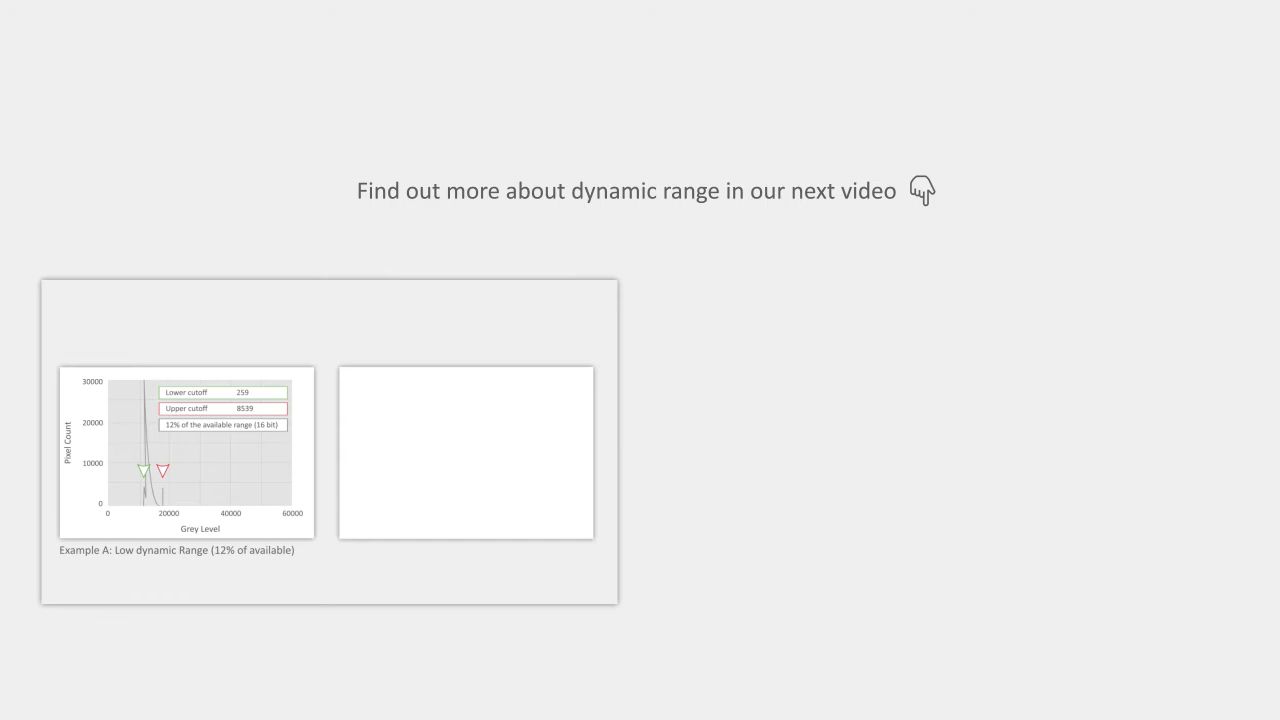 Find out more about dynamic range in our next video
30000
Lower cutoff 259
Upper cutoff 8539
20000
12% of the available range (16 bit)
Pixel Count
10000
0
0 20000 40000 60000
Grey Level
Example A: Low dynamic Range (12% of available)